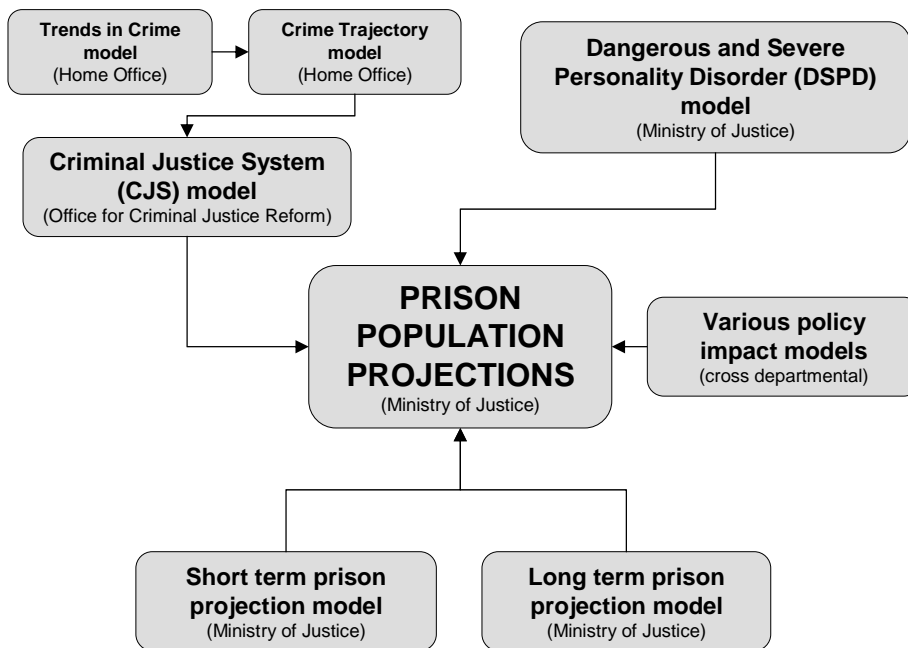 Trends in Crime
model
(Home Office)
Crime Trajectory
model
(Home Office)
Dangerous and Severe
Personality Disorder (DSPD)
model
(Ministry of Justice)
Criminal Justice System
(CJS) model
(Office for Criminal Justice Reform)
PRISON
POPULATION
PROJECTIONS
(Ministry of Justice)
Various policy
impact models
(cross departmental)
Short term prison
projection model
(Ministry of Justice)
Long term prison
projection model
(Ministry of Justice)